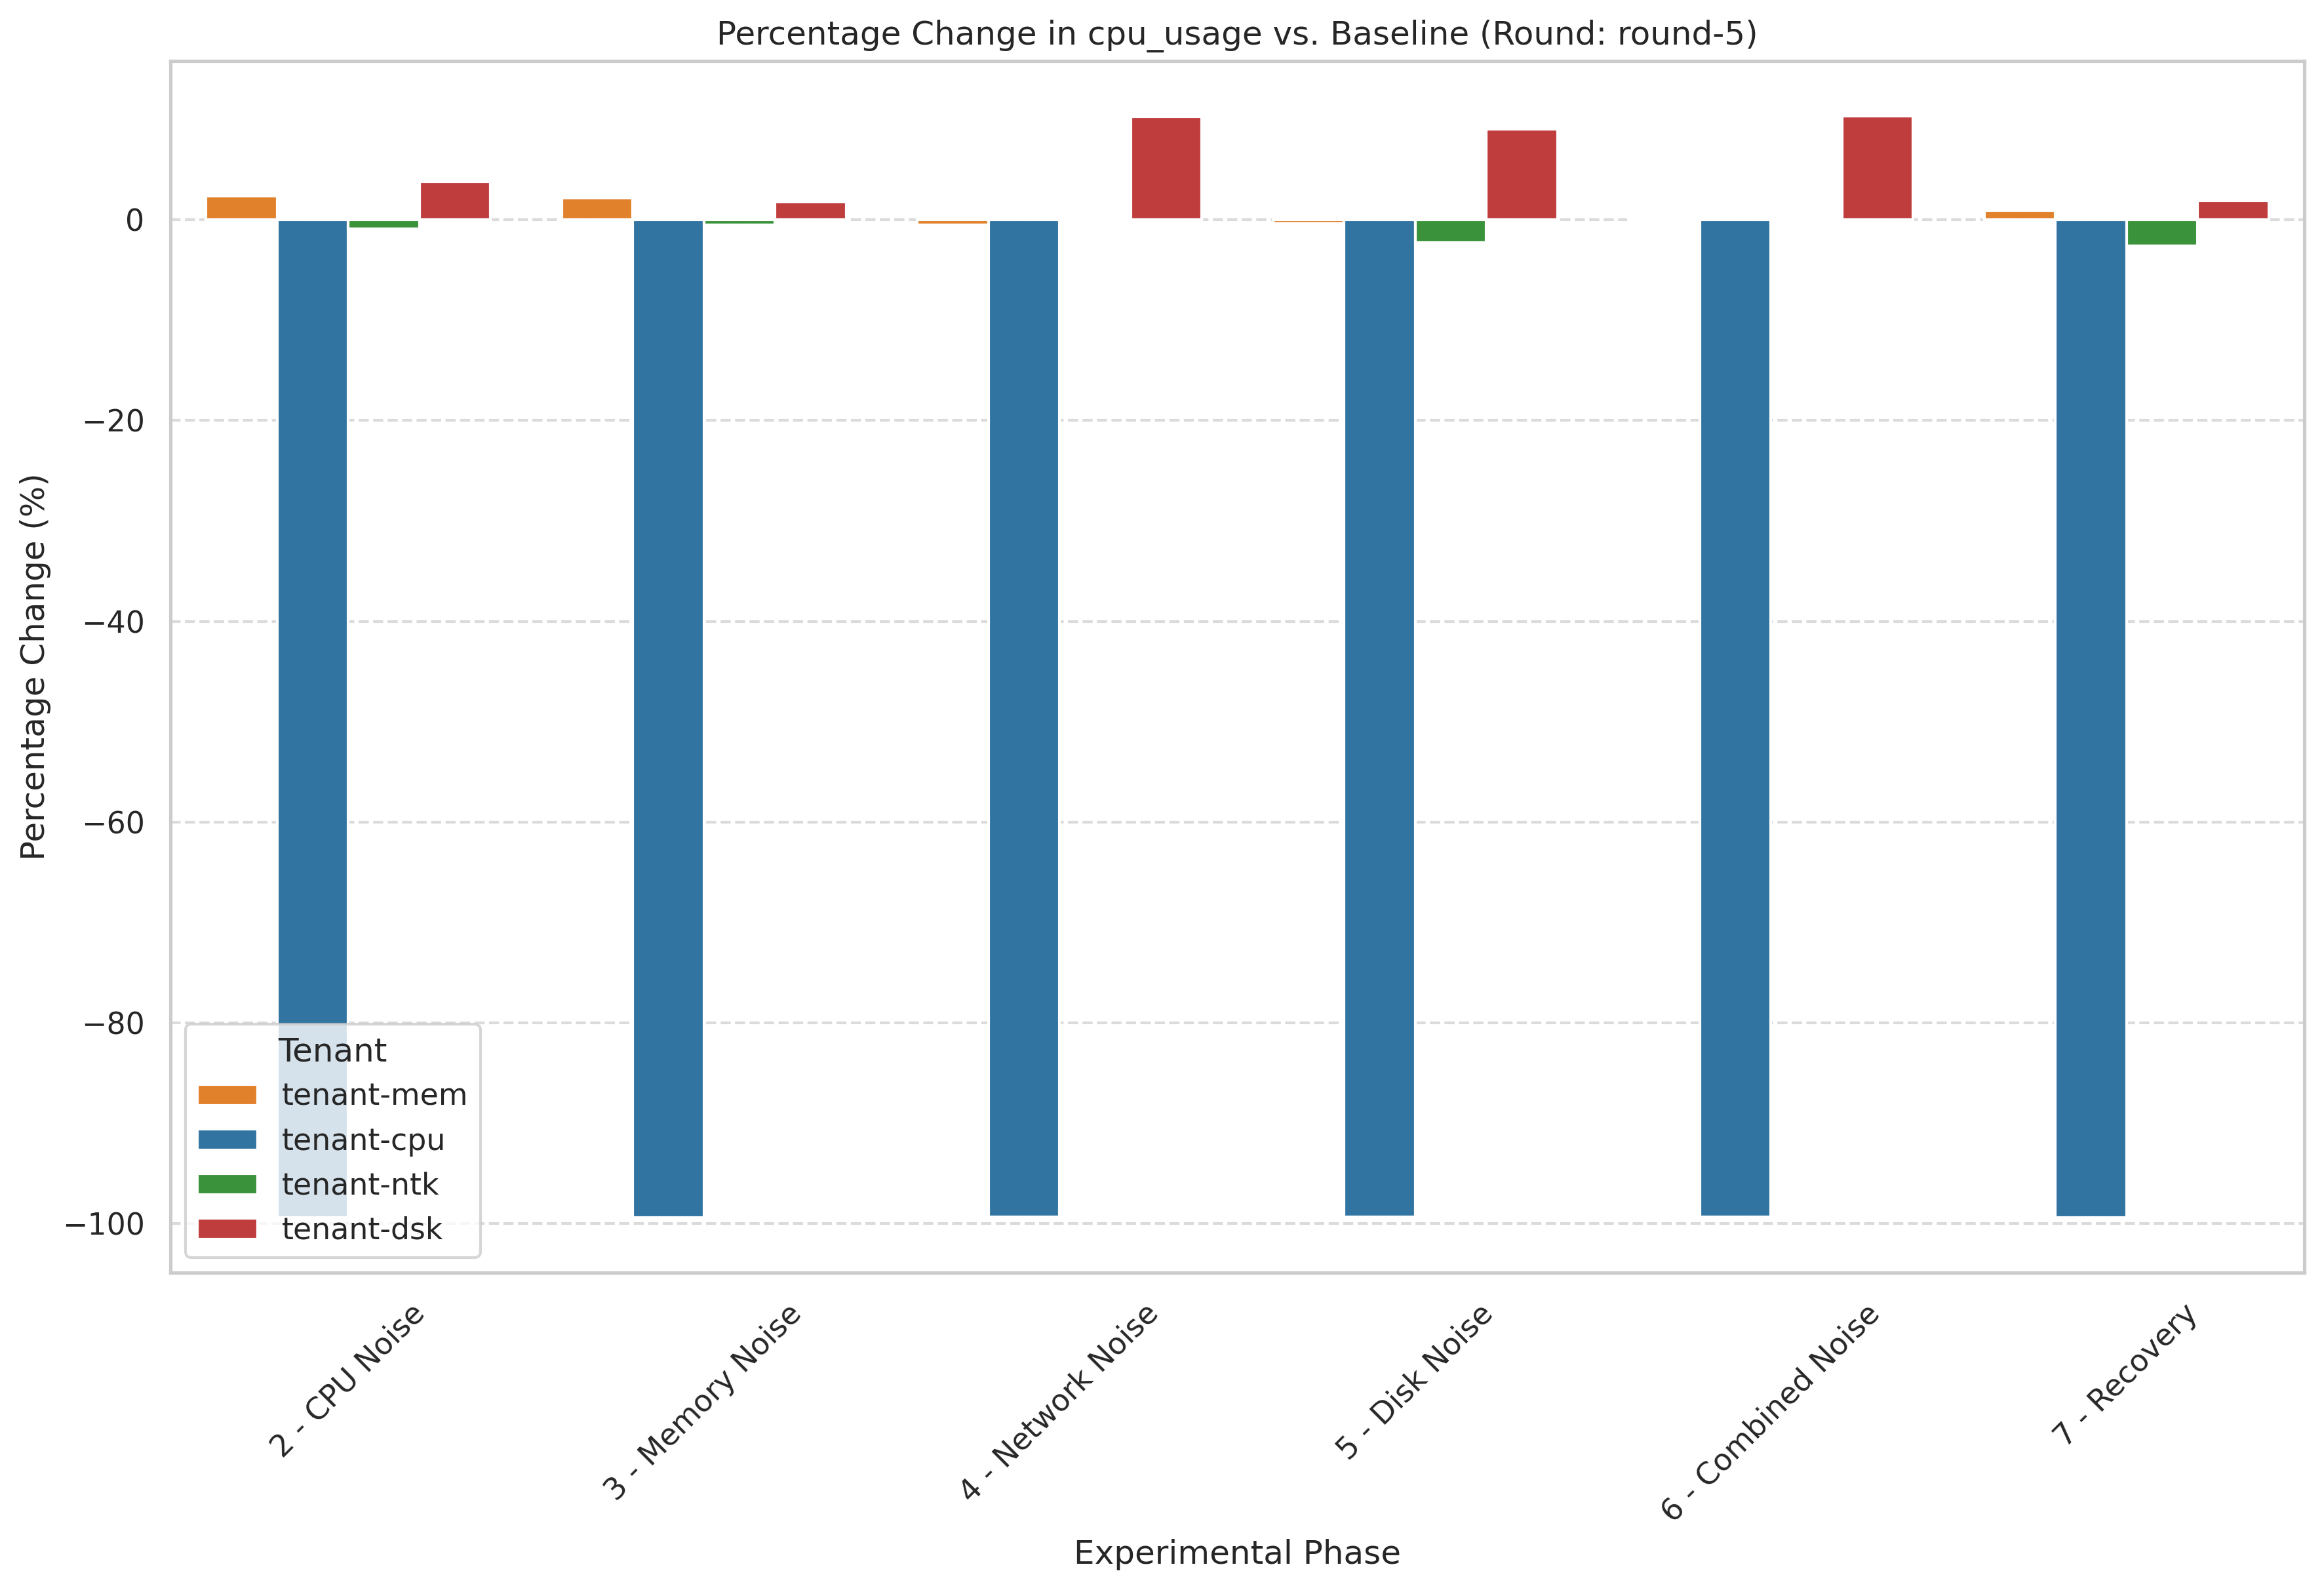 Percentage Change in cpu_usage vs. Baseline (Round: round-5)
Percentage Change (%)
0
−20
−40
−60
−80
−100
Tenant
tenant-mem
tenant-cpu
tenant-ntk
tenant-dsk
2 - CPU Noise
3 - Memory Noise
4 - Network Noise
5 - Disk Noise
6 - Combined Noise
7 - Recovery
Experimental Phase